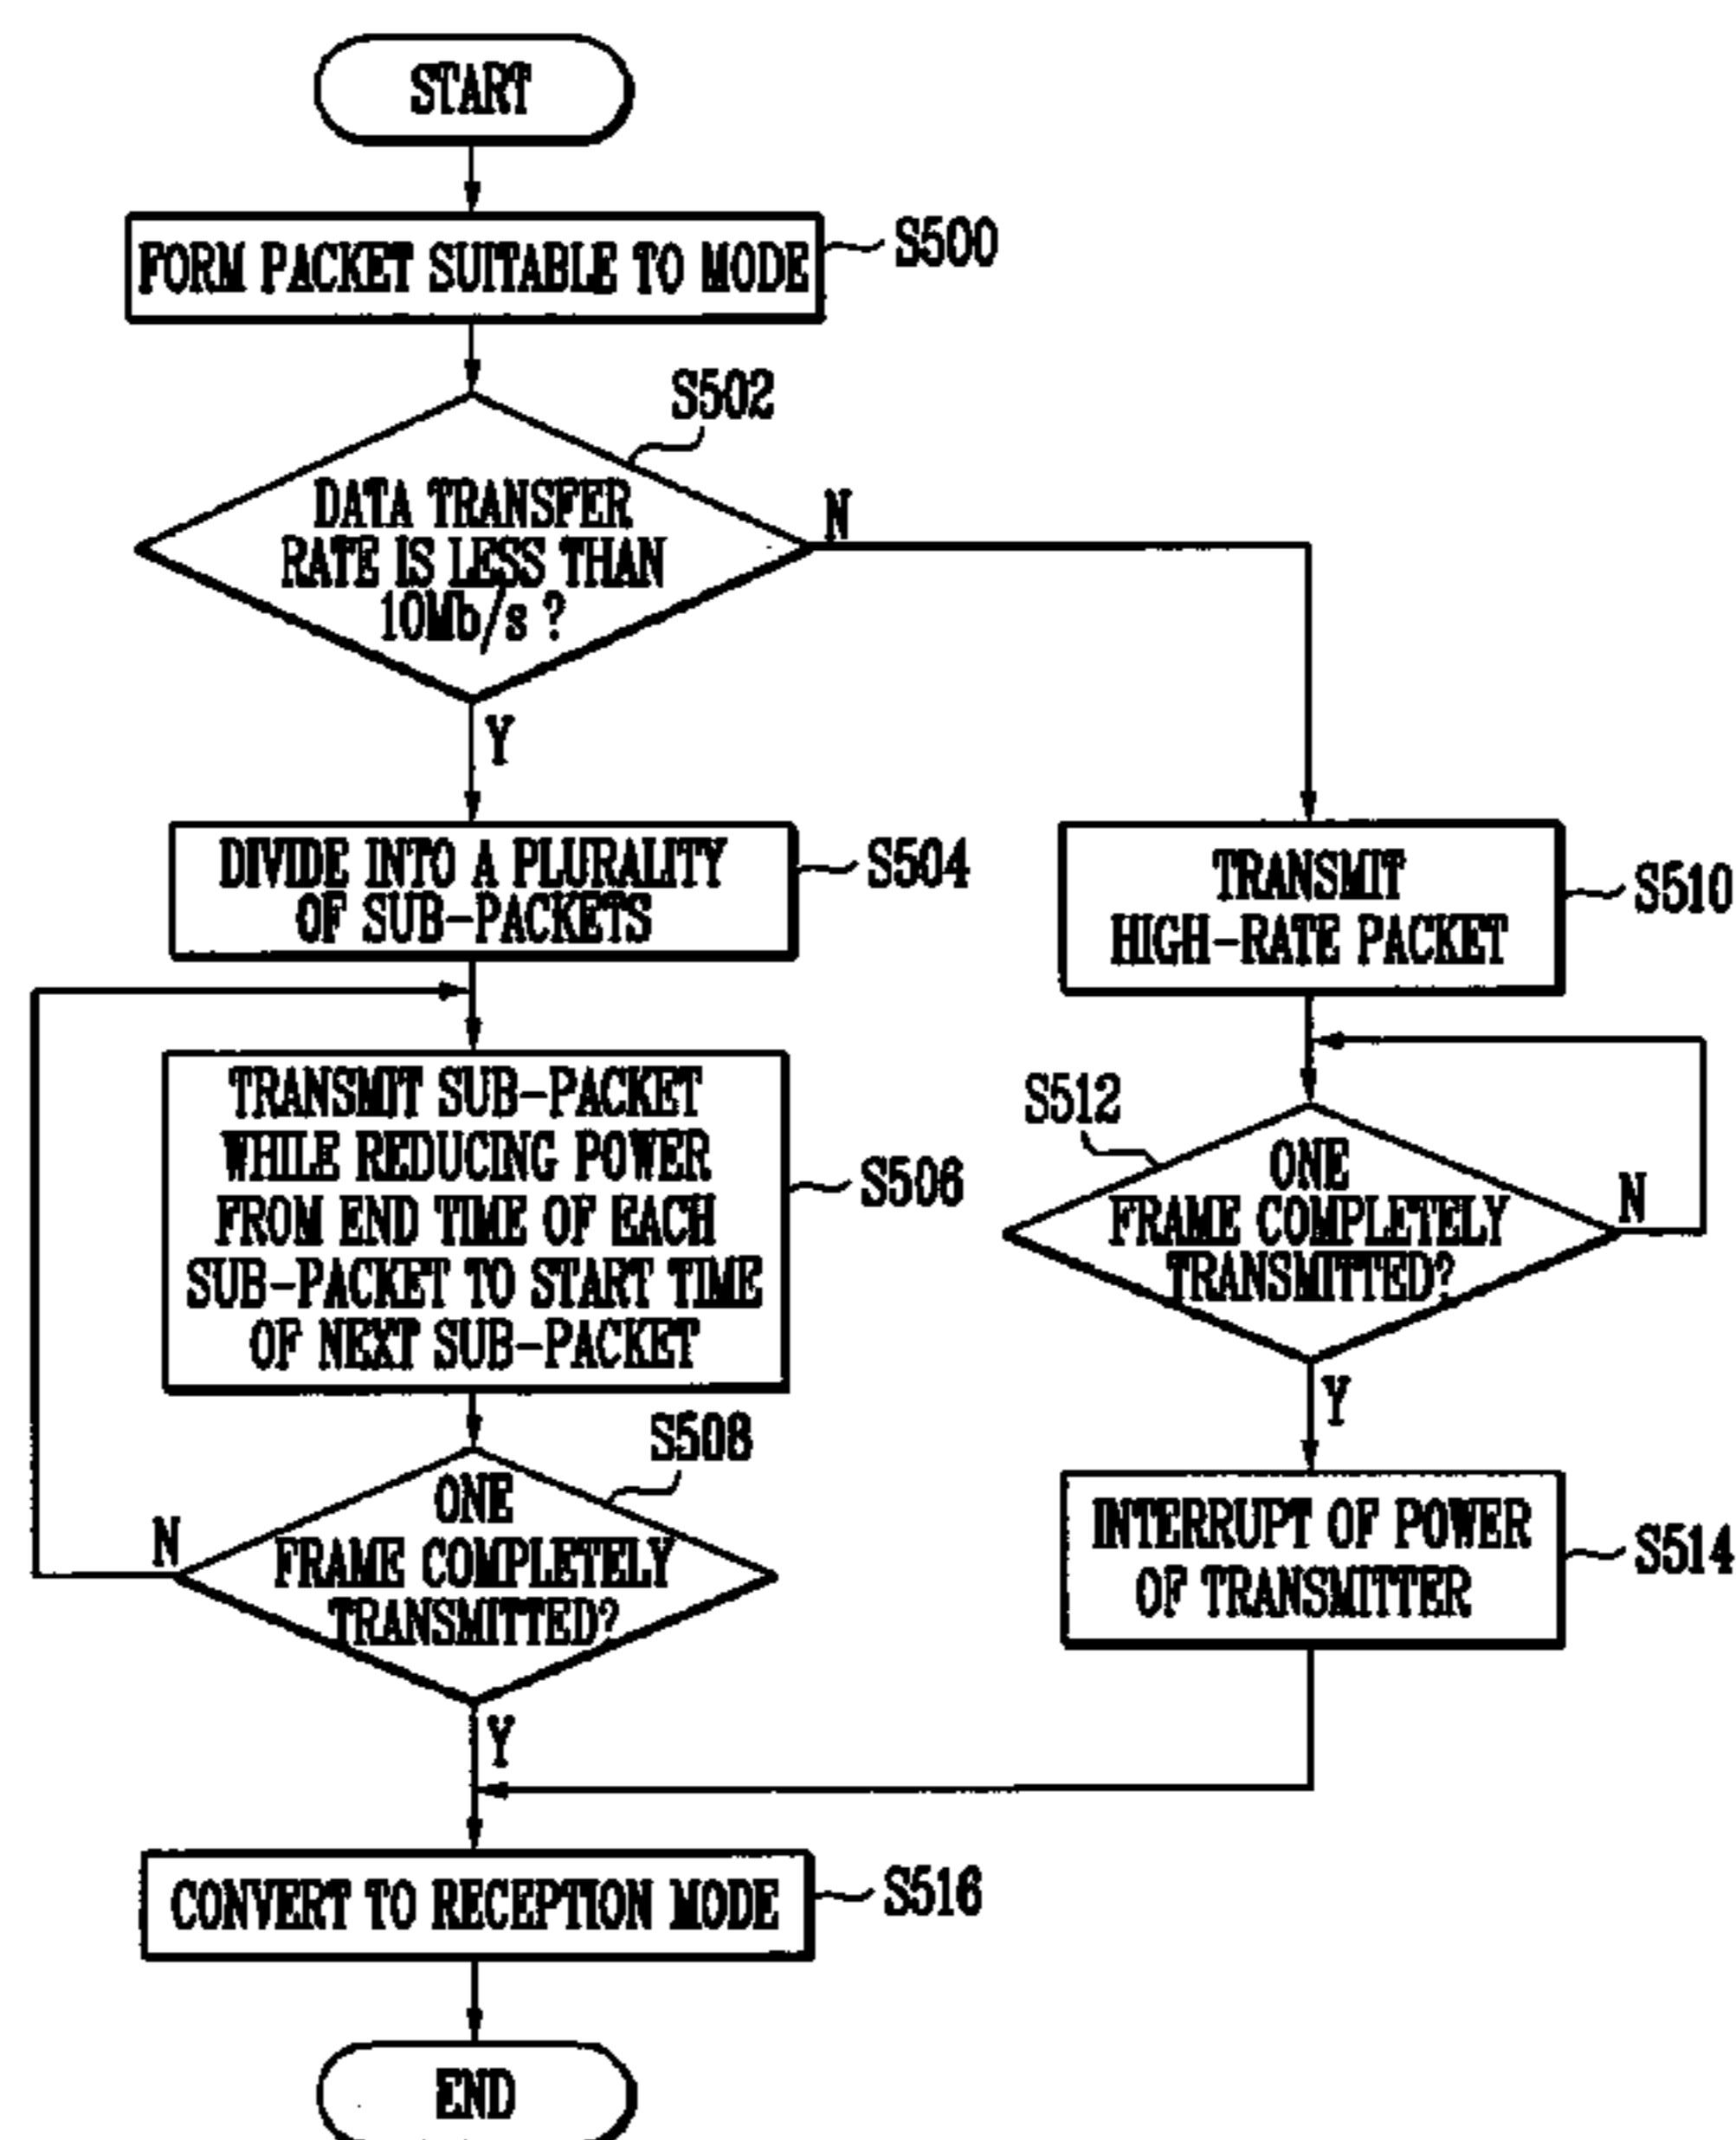 START
FORM PACKET SUITABLE TO MODE
S500
S502
DATA TRANSFER
RATE IS LESS THAN
10Mb/s ?
N
Y
DIVIDE INTO A PLURALITY
OF SUB-PACKETS
S504
TRANSMIT
HIGH-RATE PACKET
S510
TRANSMIT SUB-PACKET
WHILE REDUCING POWER
FROM END TIME OF EACH
SUB-PACKET TO START TIME
OF NEXT SUB-PACKET
S506
S512
ONE
FRAME COMPLETELY
TRANSMITTED?
N
Y
S508
ONE
FRAME COMPLETELY
TRANSMITTED?
N
Y
INTERRUPT OF POWER
OF TRANSMITTER
S514
CONVERT TO RECEPTION MODE
S516
END